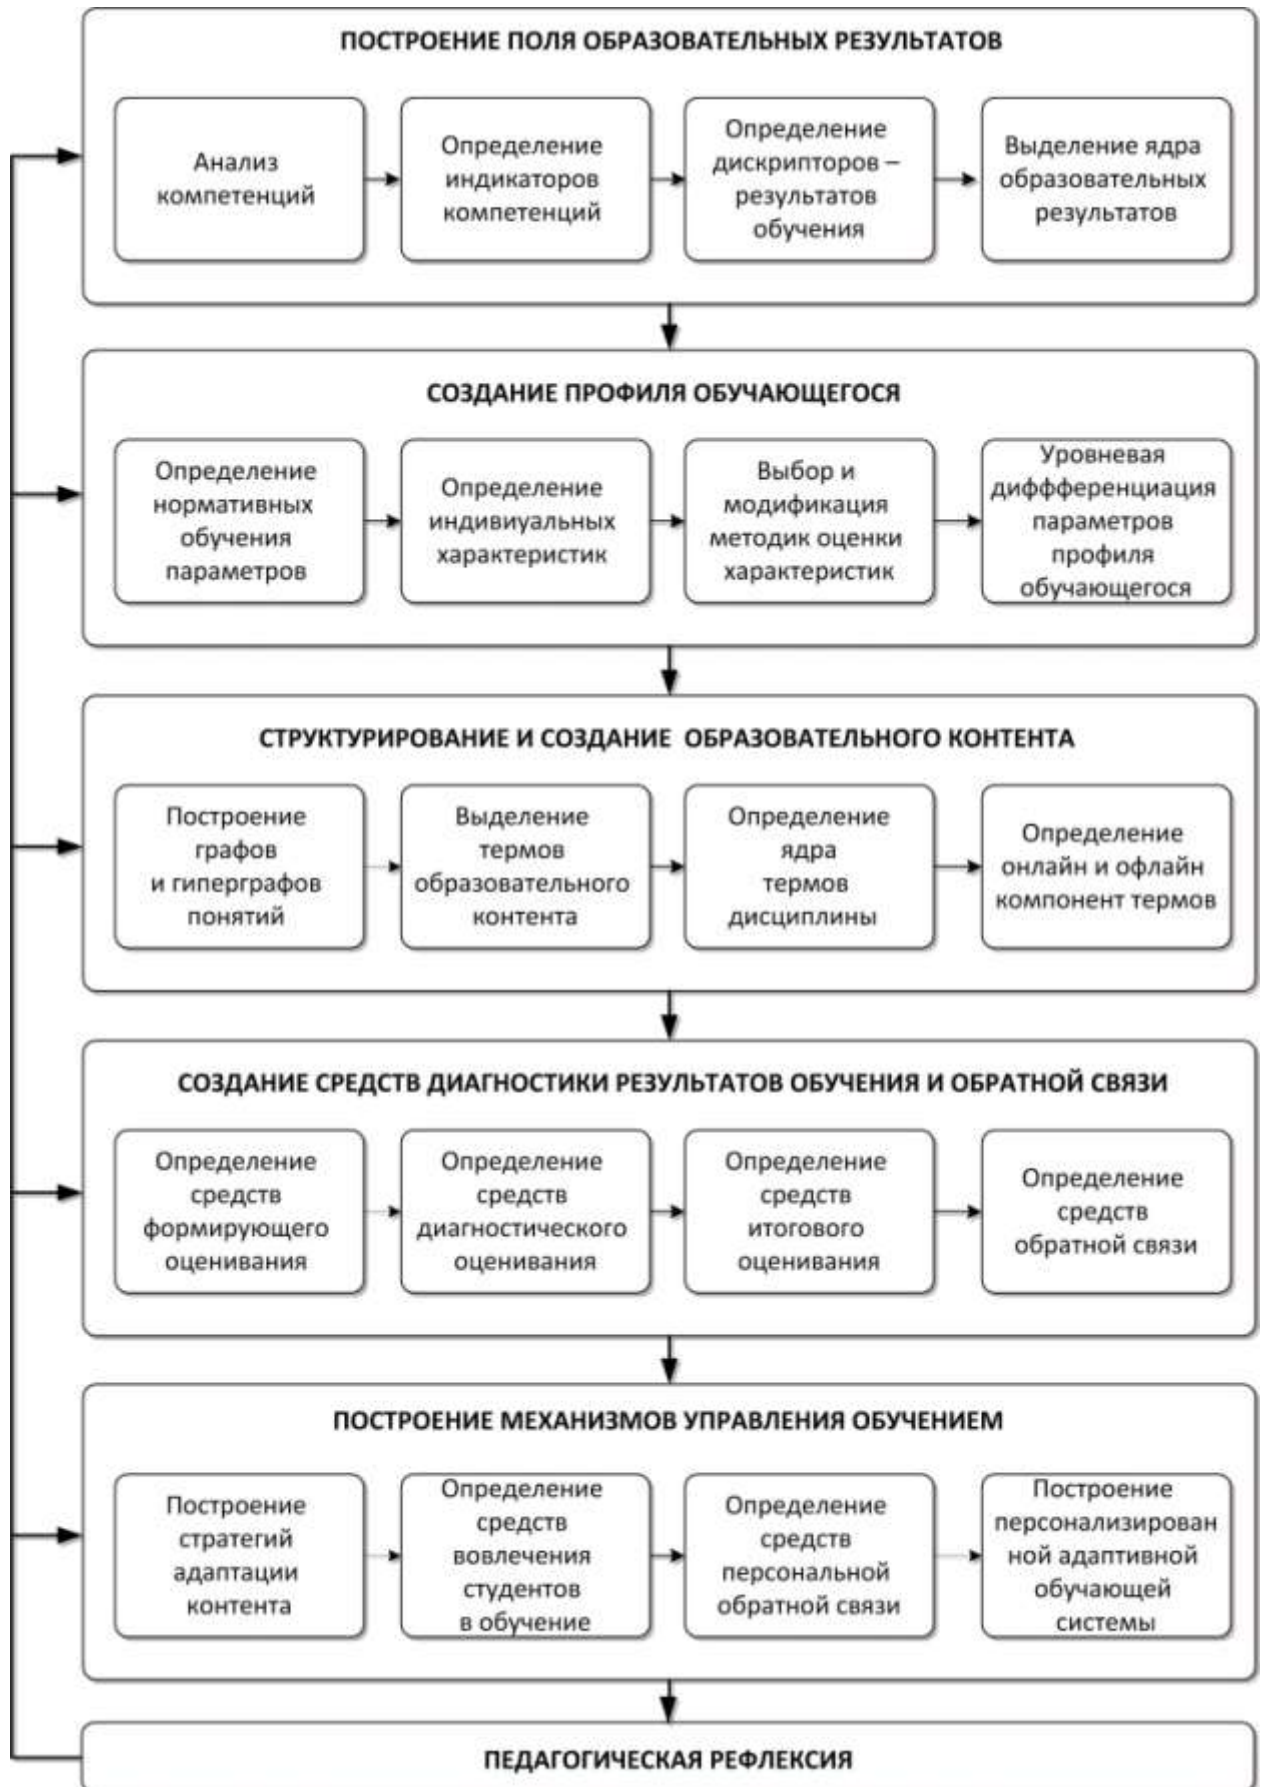 ПОСТРОЕНИЕ ПОЛЯ ОБРАЗОВАТЕЛЬНЫХ РЕЗУЛЬТАТОВ
Анализ
компетенций
Определение
индикаторов
компетенций
Определение
дискрипторов –
результатов
обучения
Выделение ядра
образовательных
результатов
СОЗДАНИЕ ПРОФИЛЯ ОБУЧАЮЩЕГОСЯ
Определение
нормативных
обучения
параметров
Определение
индивиуальных
характеристик
Выбор и
модификация
методик оценки
характеристик
Уровневая
диффференциация
параметров
профиля
обучающегося
СТРУКТУРИРОВАНИЕ И СОЗДАНИЕ ОБРАЗОВАТЕЛЬНОГО КОНТЕНТА
Построение
графов
и гиперграфов
понятий
Выделение
термов
образовательного
контента
Определение
ядра
термов
дисциплины
Определение
онлайн и офлайн
компонент термов
СОЗДАНИЕ СРЕДСТВ ДИАГНОСТИКИ РЕЗУЛЬТАТОВ ОБУЧЕНИЯ И ОБРАТНОЙ СВЯЗИ
Определение
средств
формирующего
оценивания
Определение
средств
диагностического
оценивания
Определение
средств
итогового
оценивания
Определение
средств
обратной связи
ПОСТРОЕНИЕ МЕХАНИЗМОВ УПРАВЛЕНИЯ ОБУЧЕНИЕМ
Построение
стратегий
адаптации
контента
Определение
средств
вовлечения
студентов
в обучение
Определение
средств
персональной
обратной связи
Построение
персонализирован
ной адаптивной
обучающей
системы
ПЕДАГОГИЧЕСКАЯ РЕФЛЕКСИЯ